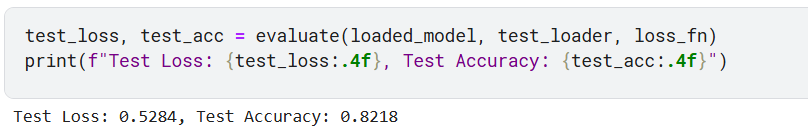 test_loss, test_acc = evaluate(loaded_model, test_loader, loss_fn)
print(f"Test Loss: {test_loss:.4f}, Test Accuracy: {test_acc:.4f}")
Test Loss: 0.5284, Test Accuracy: 0.8218